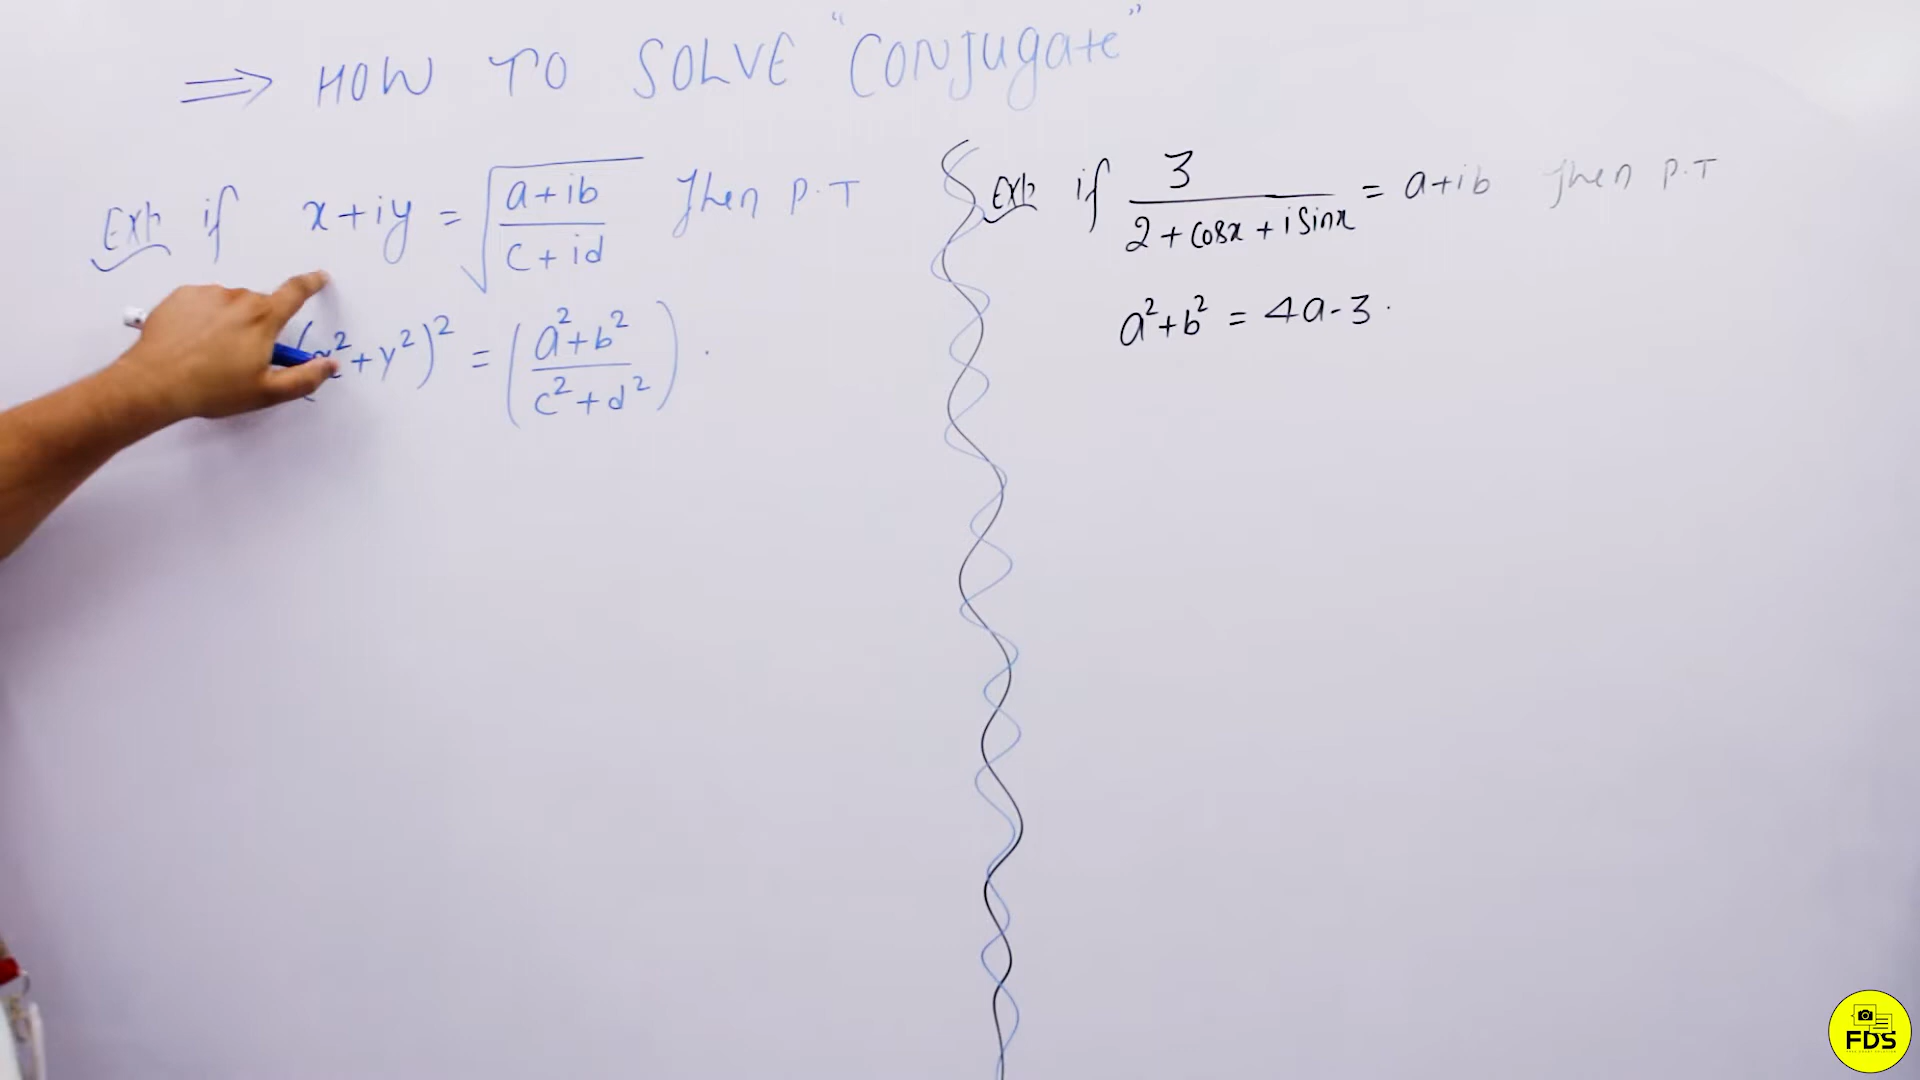 ⇒ HOW TO SOLVE "CONJUGATE"
Exp if x+iy = √((a+ib)/(c+id)) Then P.T
(x²+y²)² = ((a²+b²)/(c²+d²)).
Exp if 3/(2+cosx+isinx) = a+ib Then P.T
a²+b² = 4a-3.
FDS